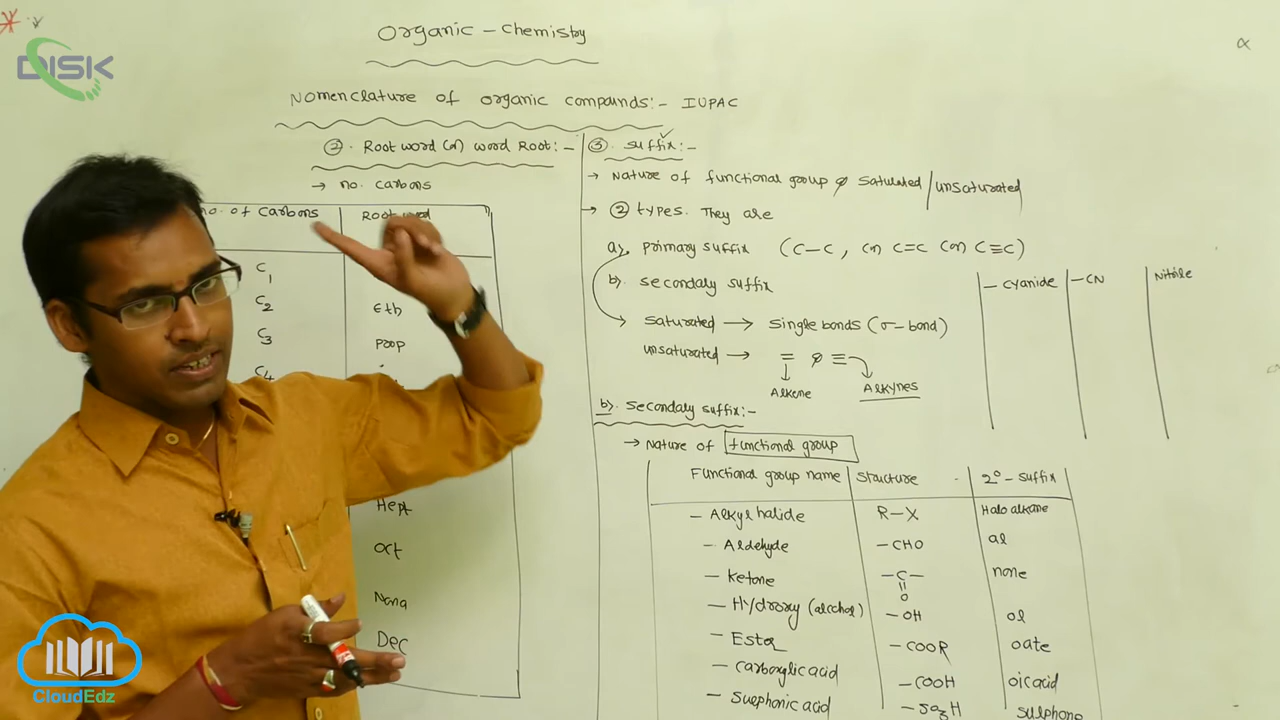 DISK
Organic - Chemistry
Nomenclature of organic compounds:- IUPAC
② Root word (or) word Root:-
→ no. carbons
no. of Carbons Root word
C1
C2 Eth
C3 prop
C4
Hept
Oct
Nona
Dec
③ suffix:-
→ Nature of functional group or saturated/unsaturated
→ ② types. They are
a) primary suffix (C-C, (or) C=C (or) C≡C)
b) secondary suffix
saturated → single bonds (σ-bond)
unsaturated → = or ≡
Alkene Alkynes
- cyanide -CN Nitrile
b) secondary suffix:-
→ Nature of functional group
Functional group name Structure 2°-suffix
- Alkyl halide R-X Halo alkane
- Aldehyde -CHO al
- Ketone -C- none
O
- Hydroxy (alcohol) -OH ol
- Ester -COOR oate
- carboxylic acid -COOH oic acid
- sulphonic acid -SO3H sulphono
CloudEdz
α